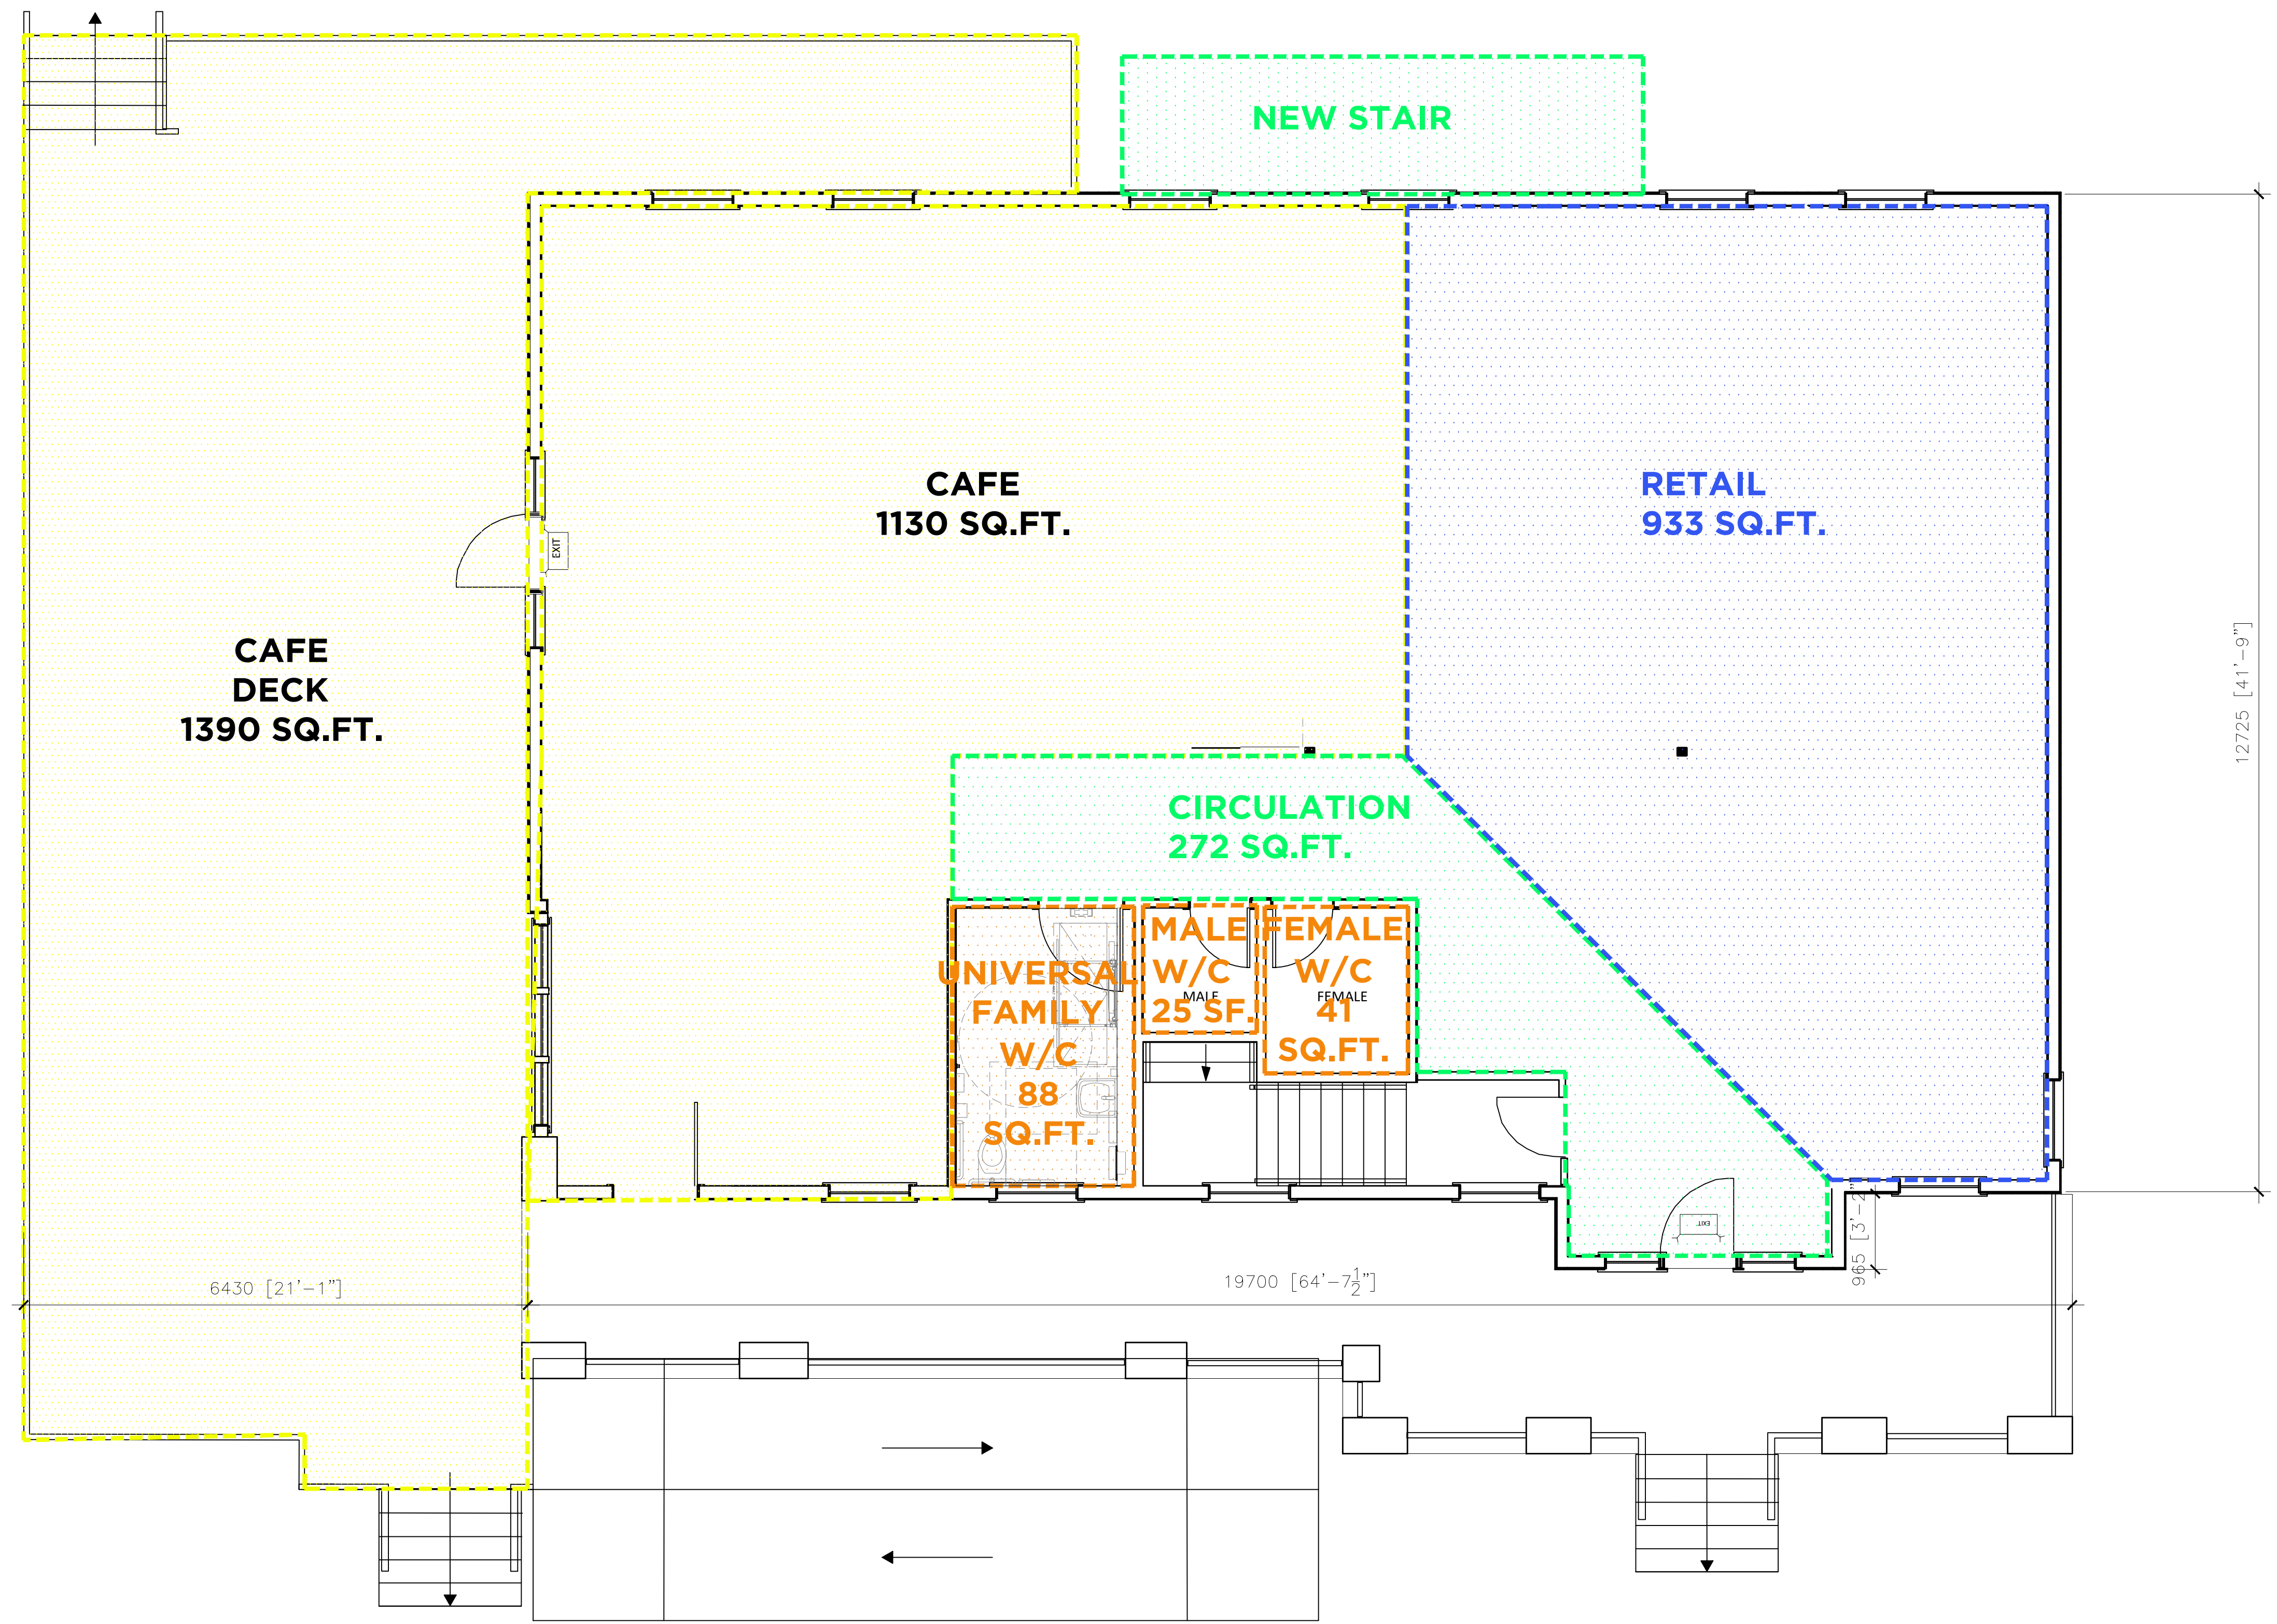 NEW STAIR
CAFE
1130 SQ.FT.
RETAIL
933 SQ.FT.
EXIT
CAFE
DECK
1390 SQ.FT.
12725 [41'-9"]
CIRCULATION
272 SQ.FT.
UNIVERSAL
FAMILY
W/C
88
SQ.FT.
MALE
W/C
25 SF.
MALE
FEMALE
W/C
41
SQ.FT.
FEMALE
EXIT
965 [3'-2"]
6430 [21'-1"]
19700 [64'-7½"]